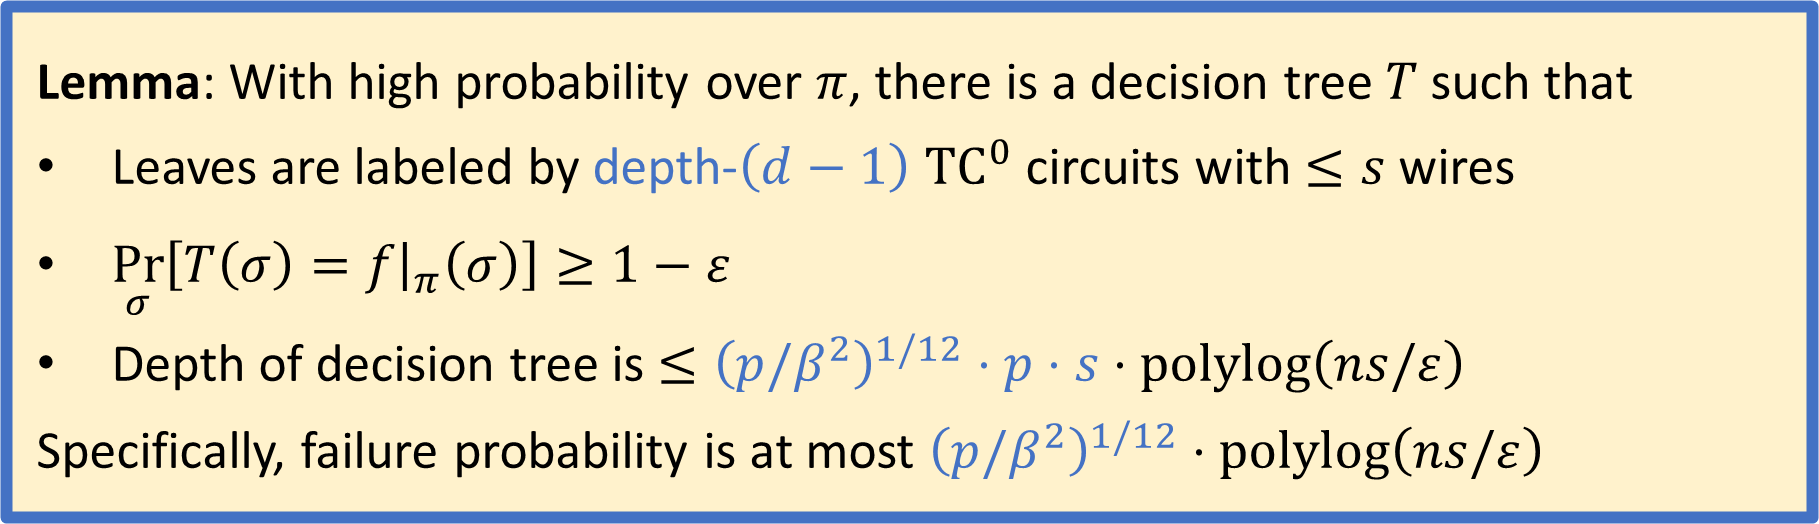 Lemma: With high probability over π, there is a decision tree T such that
• Leaves are labeled by depth-(d − 1) TC⁰ circuits with ≤ s wires
• Pr_σ[T(σ) = f|_π(σ)] ≥ 1 − ε
• Depth of decision tree is ≤ (p/β²)^{1/12} · p · s · polylog(ns/ε)
Specifically, failure probability is at most (p/β²)^{1/12} · polylog(ns/ε)